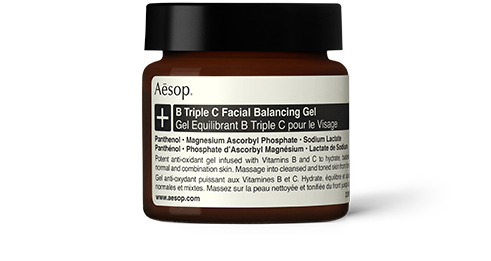 Aēsop.
B Triple C Facial Balancing Gel
Gel Equilibrant B Triple C pour le Visage
Panthenol · Magnesium Ascorbyl Phosphate · Sodium Lactate
Panthénol · Phosphate d'Ascorbyl Magnésium · Lactate de Sodium
Potent anti-oxidant gel infused with Vitamins B and C to hydrate,
normal and combination skin. Massage into cleansed and toned skin
Gel anti-oxydant puissant aux Vitamines B et C. Hydrate, équilibre
normales et mixtes. Massez sur la peau nettoyée et tonifiée du front
www.aesop.com